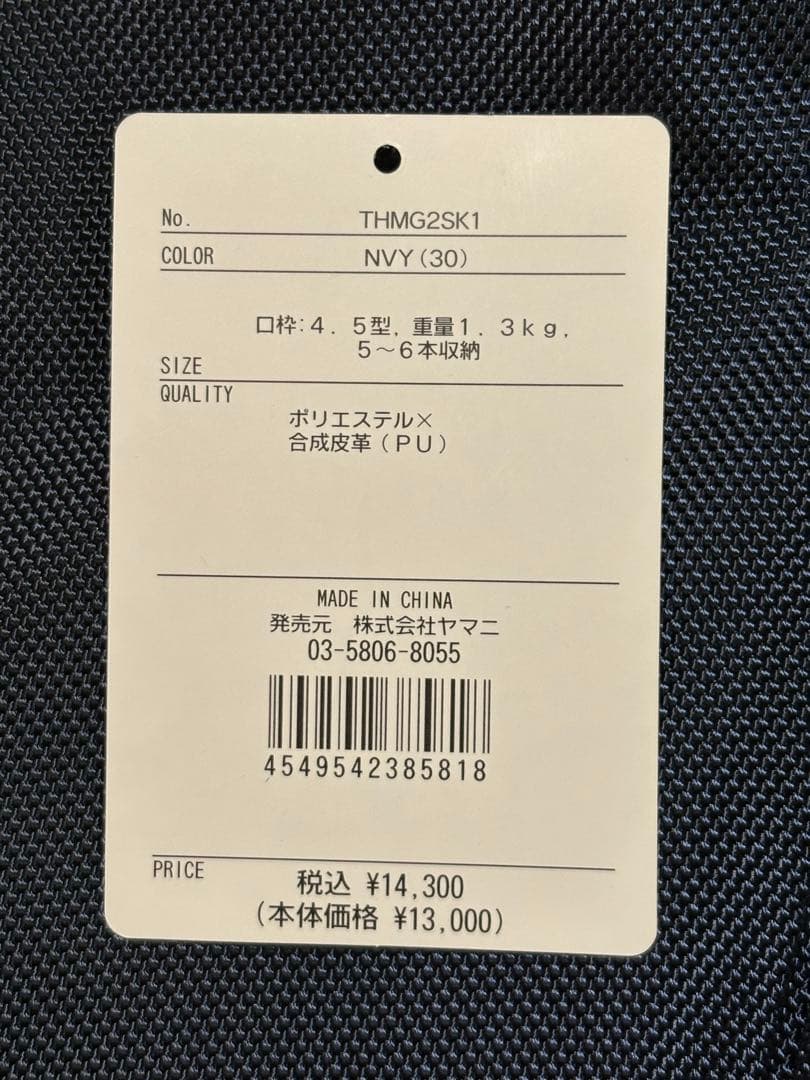 No. THMG2SK1
COLOR NVY(30)
口枠:4.5型,重量1.3kg,
5~6本収納
SIZE
QUALITY
ポリエステル×
合成皮革(PU)
MADE IN CHINA
発売元 株式会社ヤマニ
03-5806-8055
4549542385818
PRICE
税込 ¥14,300
(本体価格 ¥13,000)